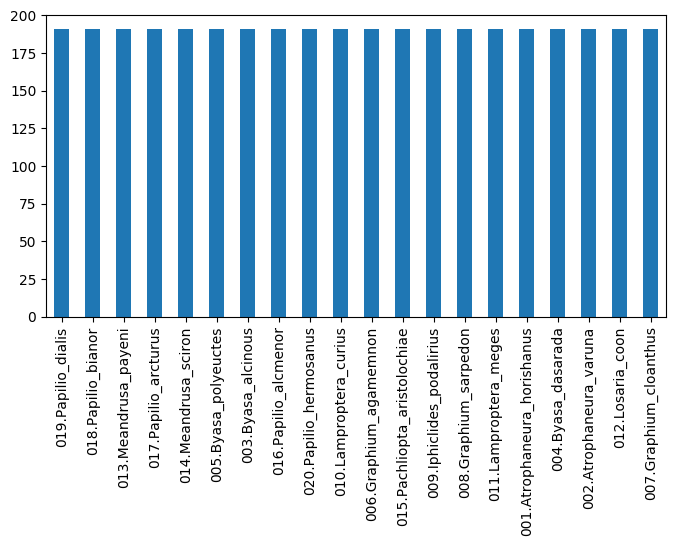 200
175
150
125
100
75
50
25
0
019.Papilio_dialis
018.Papilio_bianor
013.Meandrusa_payeni
017.Papilio_arcturus
014.Meandrusa_sciron
005.Byasa_polyeuctes
003.Byasa_alcinous
016.Papilio_alcmenor
020.Papilio_hermosanus
010.Lamproptera_curius
006.Graphium_agamemnon
015.Pachliopta_aristolochiae
009.Iphiclides_podalirius
008.Graphium_sarpedon
011.Lamproptera_meges
001.Atrophaneura_horishanus
004.Byasa_dasarada
002.Atrophaneura_varuna
012.Losaria_coon
007.Graphium_cloanthus